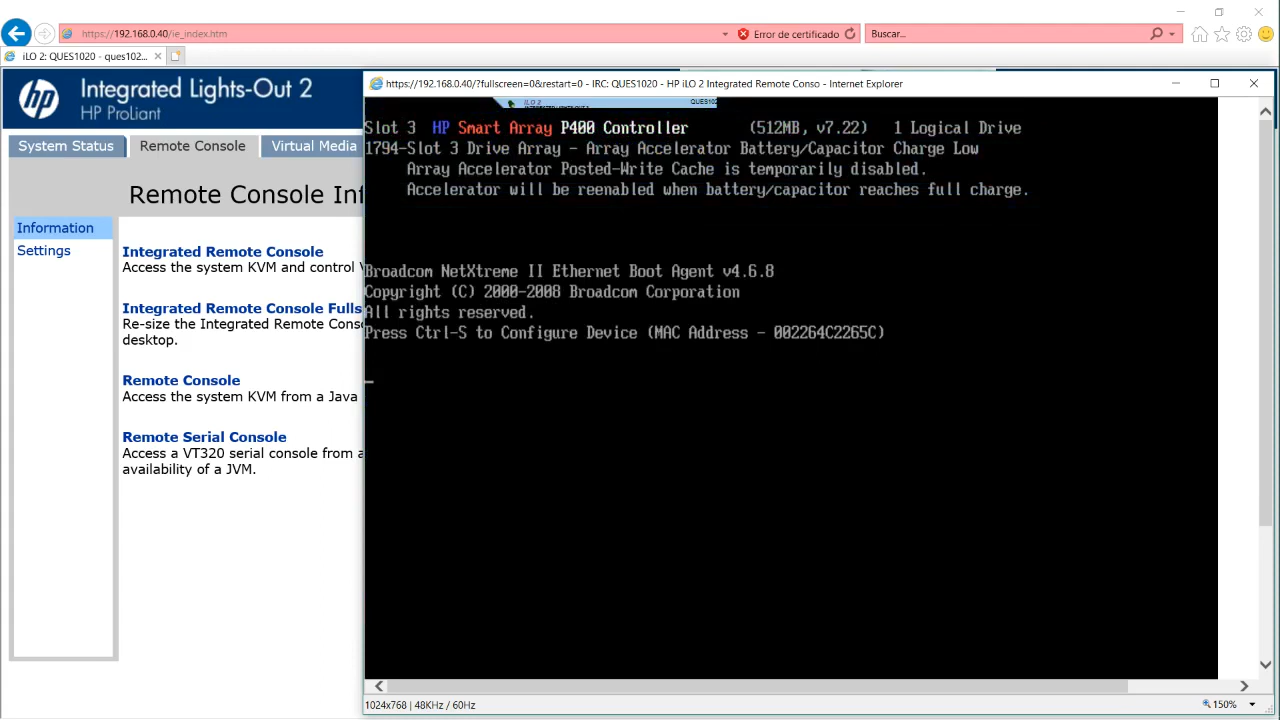 https://192.168.0.40/ie_index.htm
Error de certificado
Buscar...
iLO 2: QUES1020 - ques102...
hp
Integrated Lights-Out 2
HP ProLiant
System Status
Remote Console
Virtual Media
Remote Console Inf
Information
Settings
Integrated Remote Console
Access the system KVM and control V
Integrated Remote Console Fulls
Re-size the Integrated Remote Conso
desktop.
Remote Console
Access the system KVM from a Java
Remote Serial Console
Access a VT320 serial console from a
availability of a JVM.
https://192.168.0.40/?fullscreen=0&restart=0 - IRC: QUES1020 - HP iLO 2 Integrated Remote Conso - Internet Explorer
iLO 2
QUES102
Slot 3 HP Smart Array P400 Controller (512MB, v7.22) 1 Logical Drive
1794-Slot 3 Drive Array - Array Accelerator Battery/Capacitor Charge Low
Array Accelerator Posted-Write Cache is temporarily disabled.
Accelerator will be reenabled when battery/capacitor reaches full charge.
Broadcom NetXtreme II Ethernet Boot Agent v4.6.8
Copyright (C) 2000-2008 Broadcom Corporation
All rights reserved.
Press Ctrl-S to Configure Device (MAC Address - 002264C2265C)
1024x768 | 48KHz / 60Hz
150%